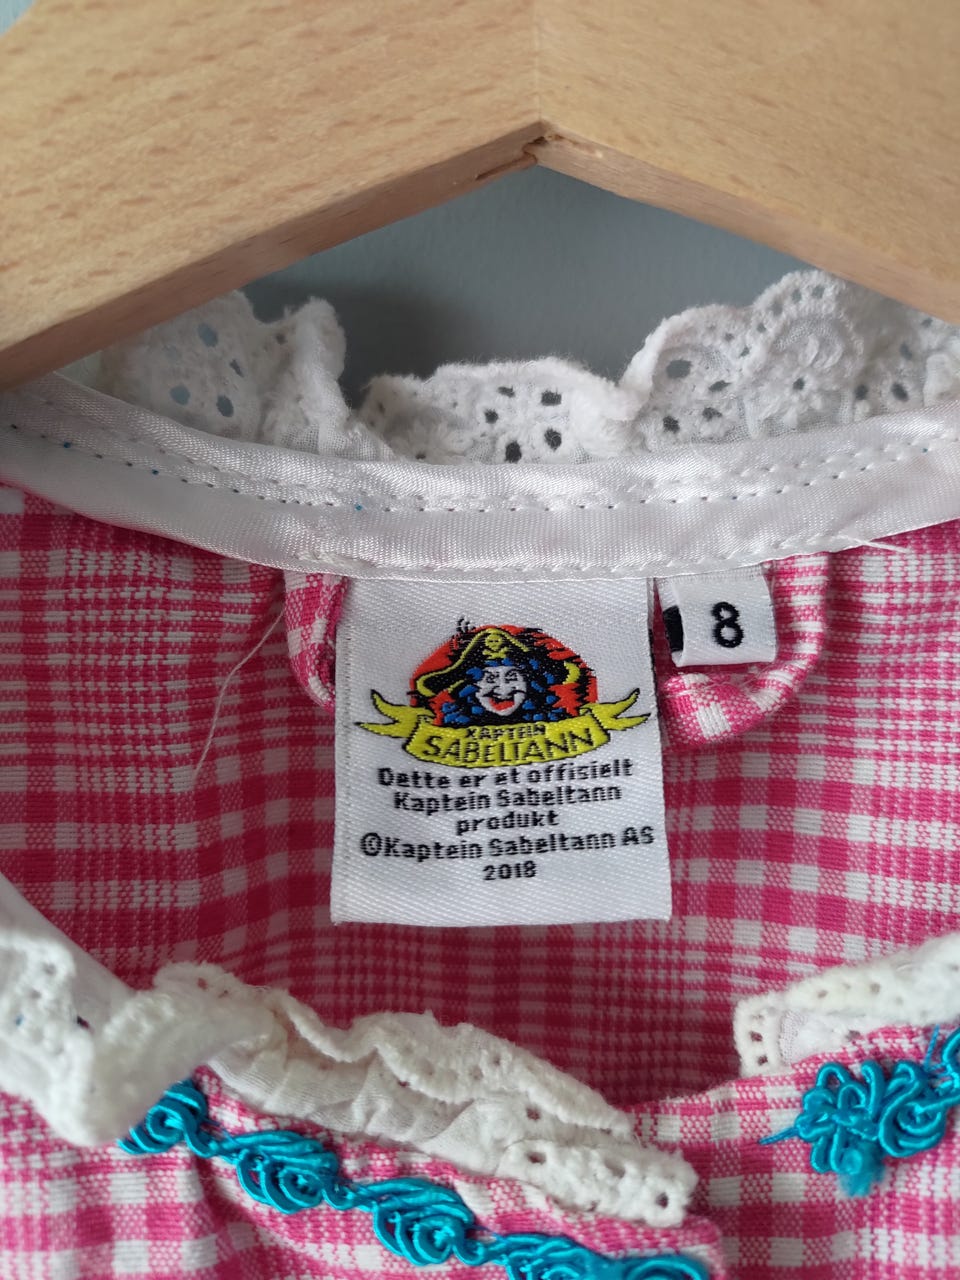 KAPTEIN
SABELTANN
Dette er et offisielt
Kaptein Sabeltann
produkt
©Kaptein Sabeltann AS
2018
8